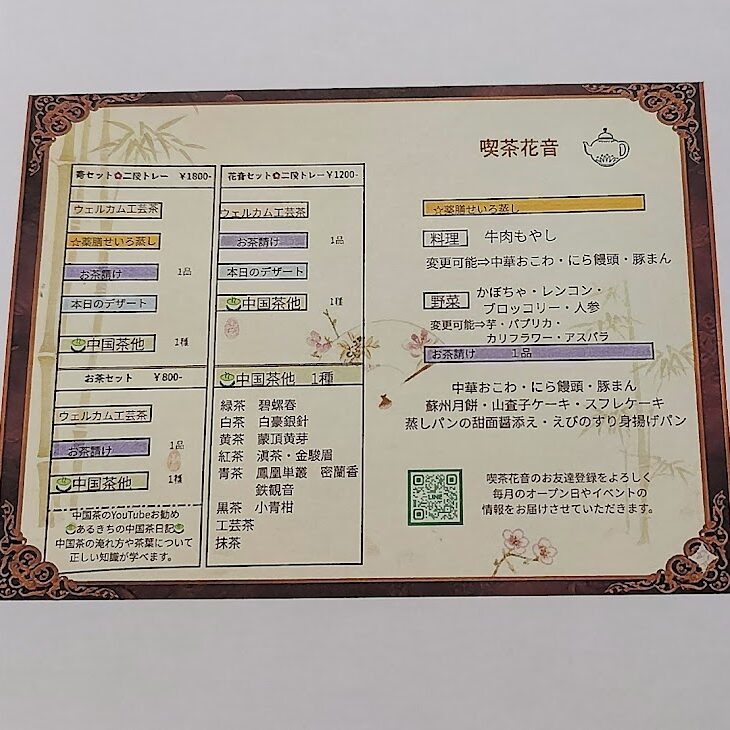 喫茶花音
壽セット✿二段トレー ￥1800-
ウェルカム工芸茶
☆薬膳せいろ蒸し
お茶請け 1品
本日のデザート
中国茶他 1種
お茶セット ￥800-
ウェルカム工芸茶
お茶請け 1品
中国茶他 1種
中国茶のYouTubeお勧め
あるきちの中国茶日記
中国茶の淹れ方や茶葉について
正しい知識が学べます。
花音セット✿二段トレー￥1200-
ウェルカム工芸茶
お茶請け 1品
本日のデザート
中国茶他 1種
中国茶他 1種
緑茶 碧螺春
白茶 白豪銀針
黄茶 蒙頂黄芽
紅茶 滇茶・金駿眉
青茶 鳳凰単叢 密蘭香
鉄観音
黒茶 小青柑
工芸茶
抹茶
☆薬膳せいろ蒸し
料理 牛肉もやし
変更可能⇒中華おこわ・にら饅頭・豚まん
野菜 かぼちゃ・レンコン・
ブロッコリー・人参
変更可能⇒芋・パプリカ・
カリフラワー・アスパラ
お茶請け 1品
中華おこわ・にら饅頭・豚まん
蘇州月餅・山査子ケーキ・スフレケーキ
蒸しパンの甜面醤添え・えびのすり身揚げパン
LINE
喫茶花音のお友達登録をよろしく
毎月のオープン日やイベントの
情報をお届けさせていただきます。